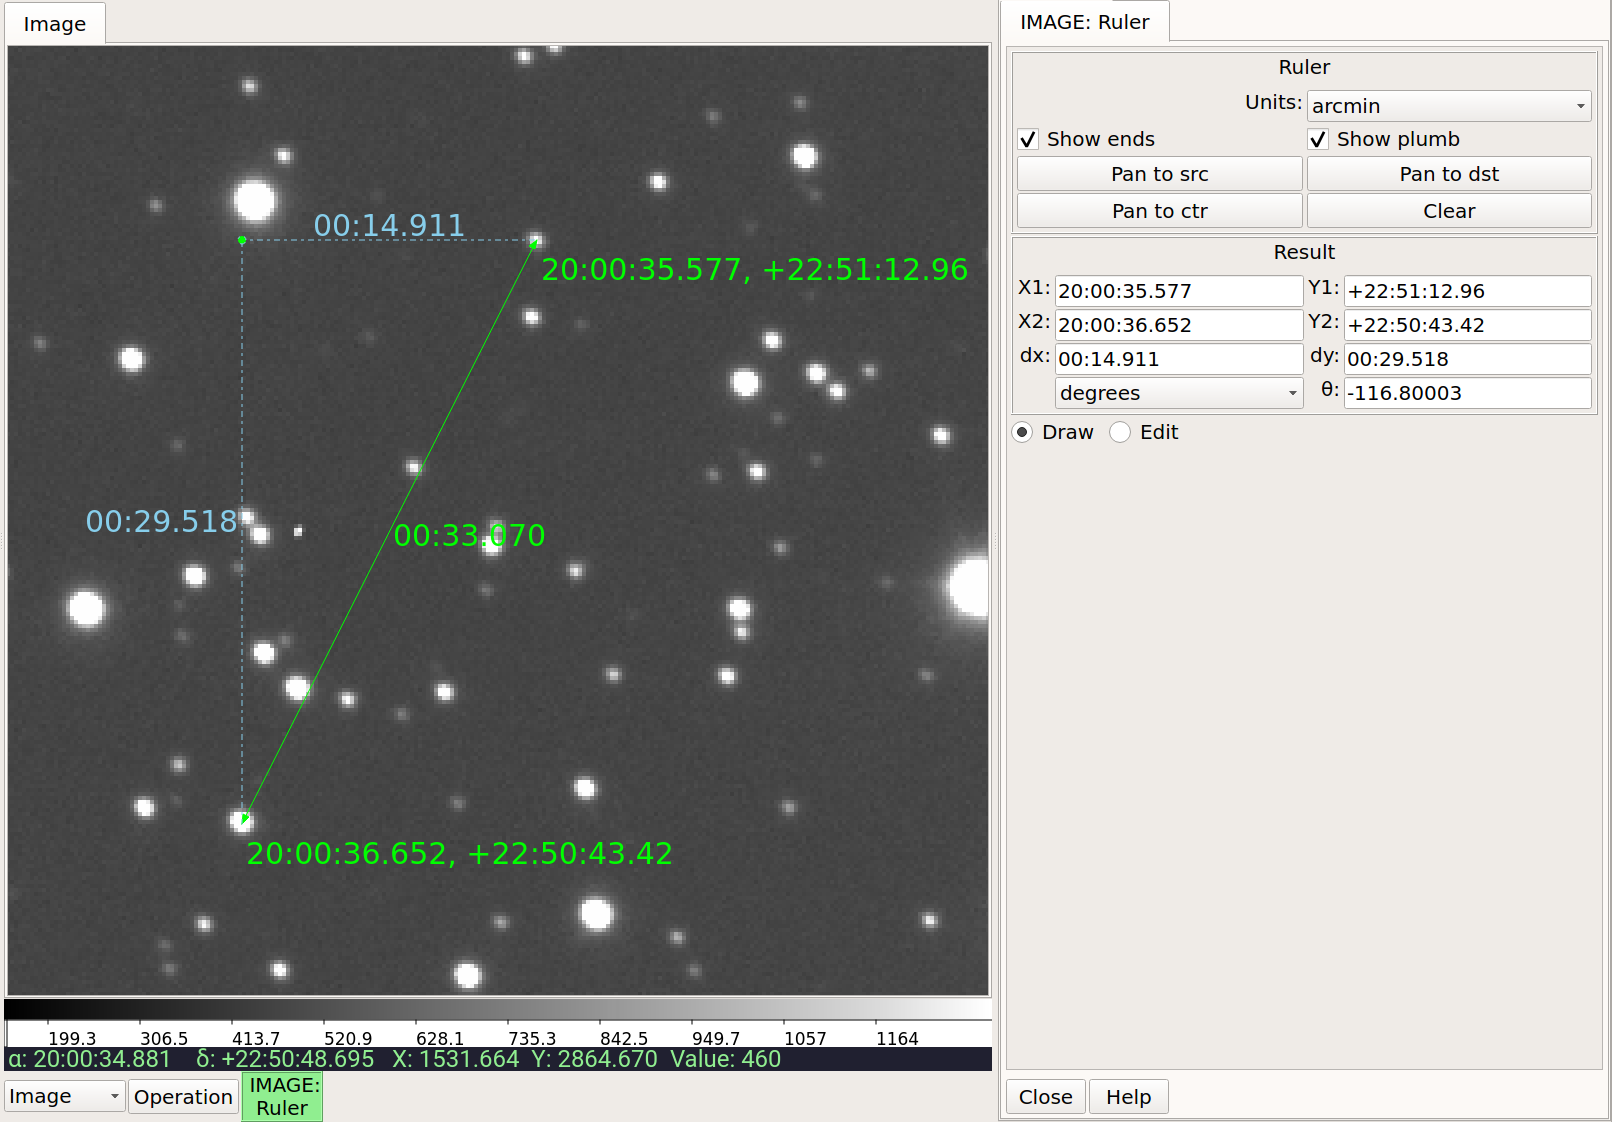 Image
IMAGE: Ruler
Ruler
Units: arcmin
Show ends Show plumb
Pan to src Pan to dst
Pan to ctr Clear
Result
X1: 20:00:35.577 Y1: +22:51:12.96
X2: 20:00:36.652 Y2: +22:50:43.42
dx: 00:14.911 dy: 00:29.518
degrees θ: -116.80003
Draw Edit
00:14.911
20:00:35.577, +22:51:12.96
00:29.518
00:33.070
20:00:36.652, +22:50:43.42
199.3 306.5 413.7 520.9 628.1 735.3 842.5 949.7 1057 1164
α: 20:00:34.881 δ: +22:50:48.695 X: 1531.664 Y: 2864.670 Value: 460
Image Operation IMAGE:
Ruler
Close Help